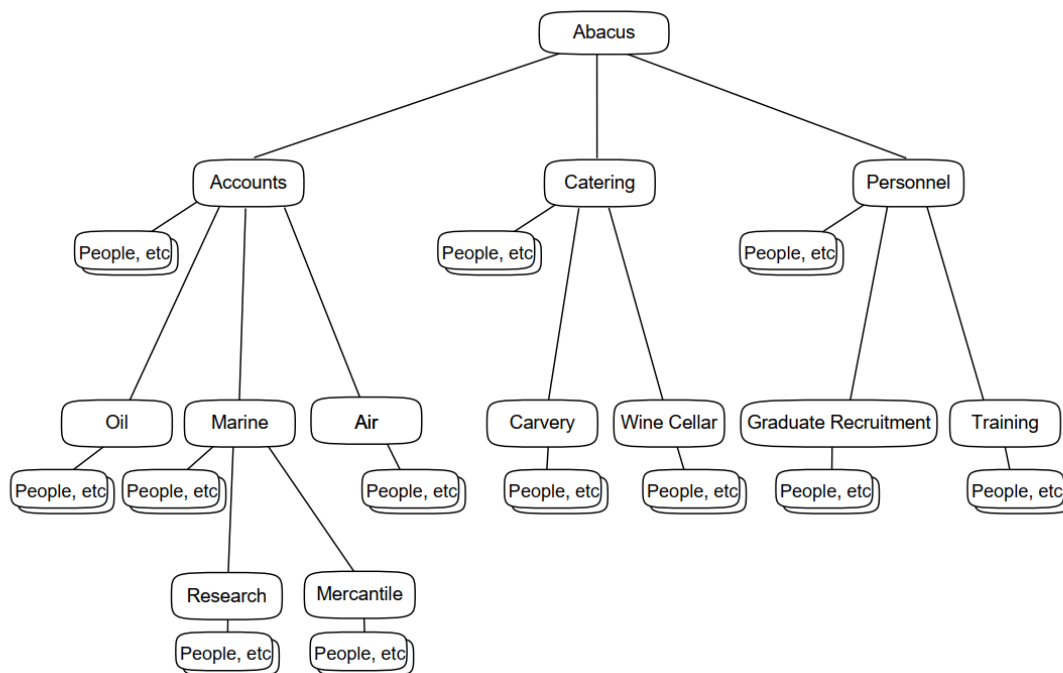 Abacus
Accounts
Catering
Personnel
People, etc
People, etc
People, etc
Oil
Marine
Air
Carvery
Wine Cellar
Graduate Recruitment
Training
People, etc
People, etc
People, etc
People, etc
People, etc
People, etc
People, etc
Research
Mercantile
People, etc
People, etc